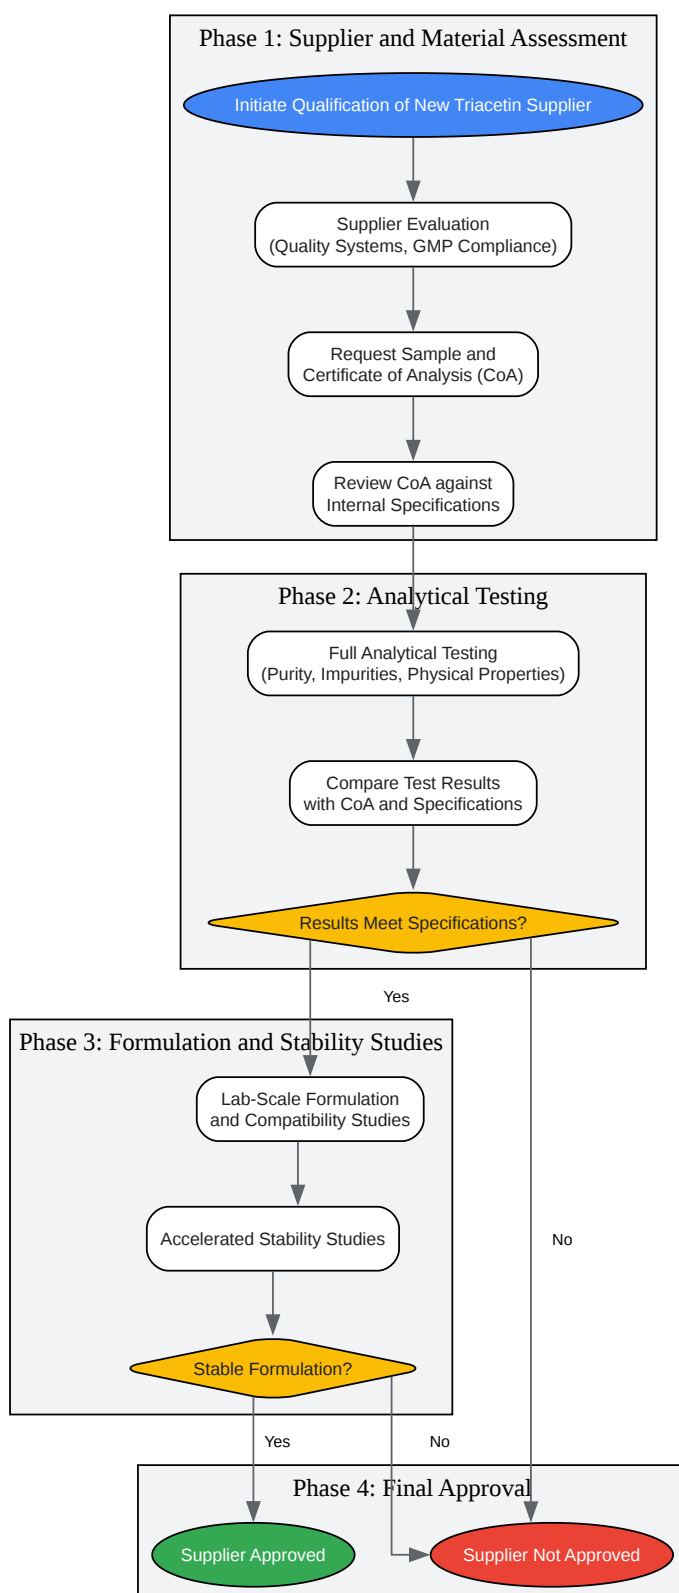 Phase 1: Supplier and Material Assessment
Initiate Qualification of New Triacetin Supplier
Supplier Evaluation
(Quality Systems, GMP Compliance)
Request Sample and
Certificate of Analysis (CoA)
Review CoA against
Internal Specifications
Phase 2: Analytical Testing
Full Analytical Testing
(Purity, Impurities, Physical Properties)
Compare Test Results
with CoA and Specifications
Results Meet Specifications?
Yes
Phase 3: Formulation and Stability Studies
Lab-Scale Formulation
and Compatibility Studies
Accelerated Stability Studies
No
Stable Formulation?
Yes
No
Phase 4: Final Approval
Supplier Approved
Supplier Not Approved